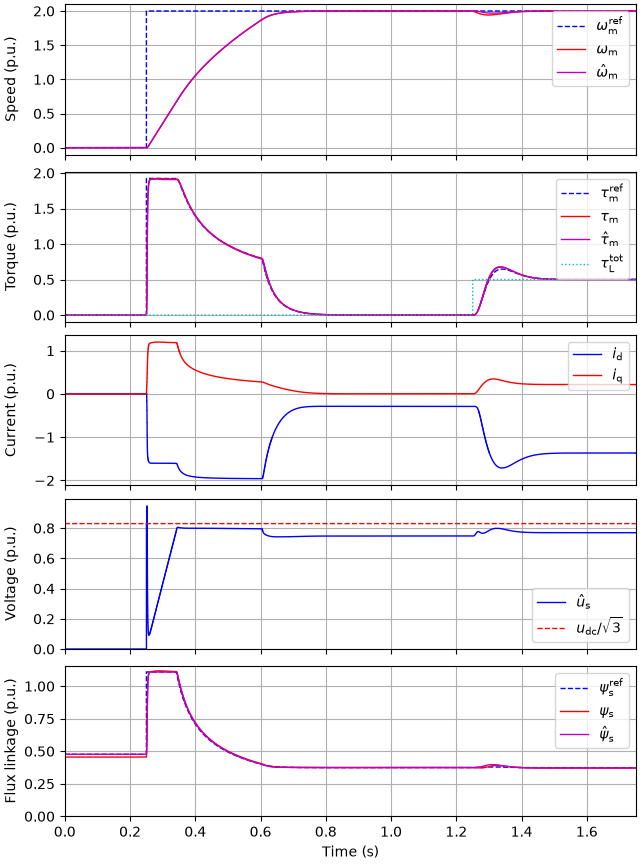 Speed (p.u.)
2.0
1.5
1.0
0.5
0.0
ω_m^ref
ω_m
ω̂_m
Torque (p.u.)
2.0
1.5
1.0
0.5
0.0
τ_m^ref
τ_m
τ̂_m
τ_L^tot
Current (p.u.)
1
0
−1
−2
i_d
i_q
Voltage (p.u.)
0.8
0.6
0.4
0.2
0.0
û_s
u_dc/√3
Flux linkage (p.u.)
1.00
0.75
0.50
0.25
0.00
ψ_s^ref
ψ_s
ψ̂_s
0.0 0.2 0.4 0.6 0.8 1.0 1.2 1.4 1.6
Time (s)